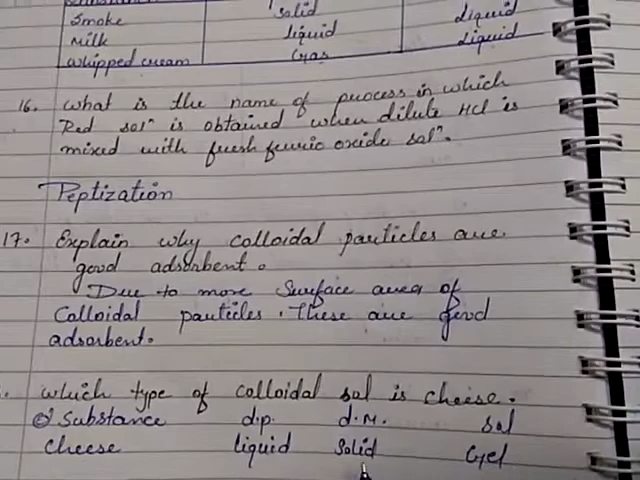 Smoke solid
Milk liquid Liquid
whipped cream Gas Liquid
16. what is the name of process in which
Red solⁿ is obtained when dilute HCl is
mixed with fresh ferric oxide solⁿ.
Peptization
17. Explain why colloidal particles are
good adsorbent.
Due to more Surface area of
Colloidal particles. These are good
adsorbent.
which type of colloidal sol is cheese.
Substance d.p. d.M. sol
Cheese liquid Solid Gel